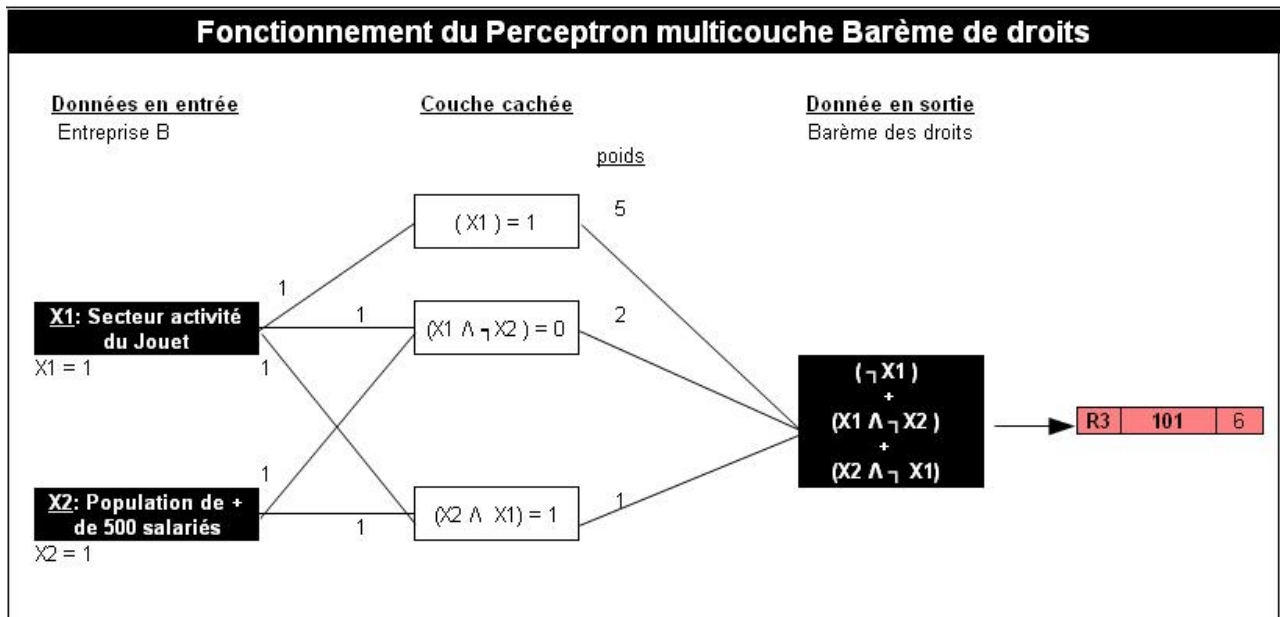 Fonctionnement du Perceptron multicouche Barème de droits
Données en entrée
Entreprise B
Couche cachée
Donnée en sortie
Barème des droits
poids
( X1 ) = 1
5
1
X1: Secteur activité
du Jouet
X1 = 1
1
(X1 Λ ┐X2 ) = 0
2
1
( ┐X1 )
+
(X1 Λ ┐X2 )
+
(X2 Λ ┐ X1)
R3 101 6
1
X2: Population de +
de 500 salariés
X2 = 1
1
(X2 Λ X1) = 1
1